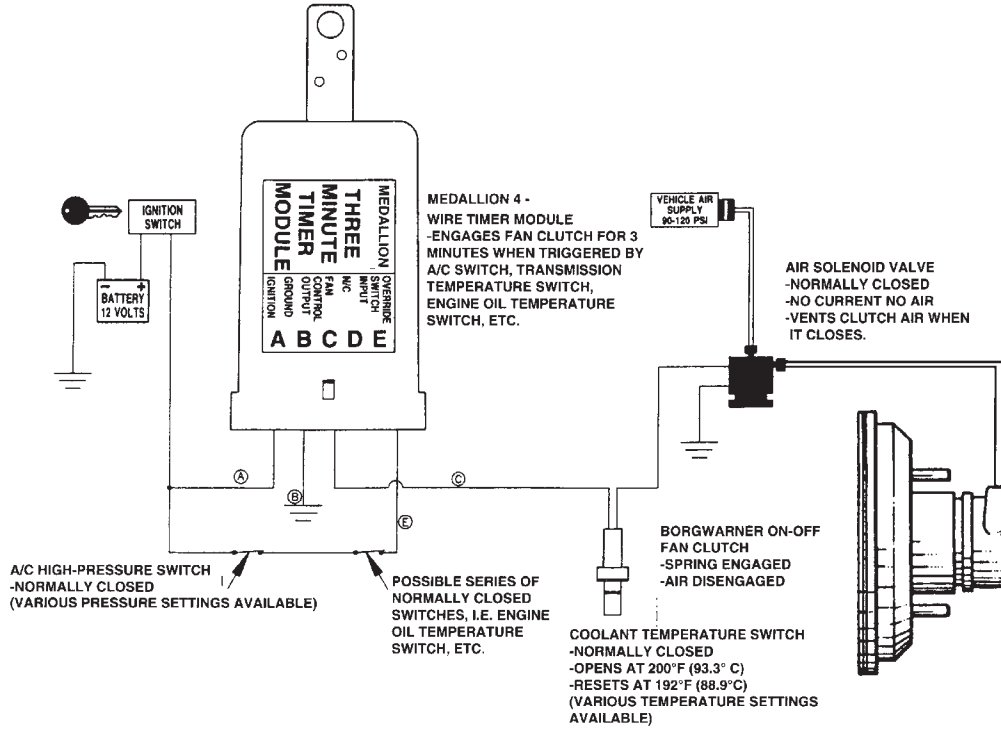 IGNITION
SWITCH
- +
BATTERY
12 VOLTS
MEDALLION
THREE
MINUTE
TIMER
MODULE
OVERRIDE
SWITCH
INPUT
N/C
FAN
CONTROL
OUTPUT
GROUND
IGNITION
A B C D E
MEDALLION 4 -
WIRE TIMER MODULE
-ENGAGES FAN CLUTCH FOR 3
MINUTES WHEN TRIGGERED BY
A/C SWITCH, TRANSMISSION
TEMPERATURE SWITCH,
ENGINE OIL TEMPERATURE
SWITCH, ETC.
VEHICLE AIR
SUPPLY
90-120 PSI
AIR SOLENOID VALVE
-NORMALLY CLOSED
-NO CURRENT NO AIR
-VENTS CLUTCH AIR WHEN
IT CLOSES.
A
B
C
E
A/C HIGH-PRESSURE SWITCH
-NORMALLY CLOSED
(VARIOUS PRESSURE SETTINGS AVAILABLE)
POSSIBLE SERIES OF
NORMALLY CLOSED
SWITCHES, I.E. ENGINE
OIL TEMPERATURE
SWITCH, ETC.
BORGWARNER ON-OFF
FAN CLUTCH
-SPRING ENGAGED
-AIR DISENGAGED
COOLANT TEMPERATURE SWITCH
-NORMALLY CLOSED
-OPENS AT 200°F (93.3° C)
-RESETS AT 192°F (88.9°C)
(VARIOUS TEMPERATURE SETTINGS
AVAILABLE)